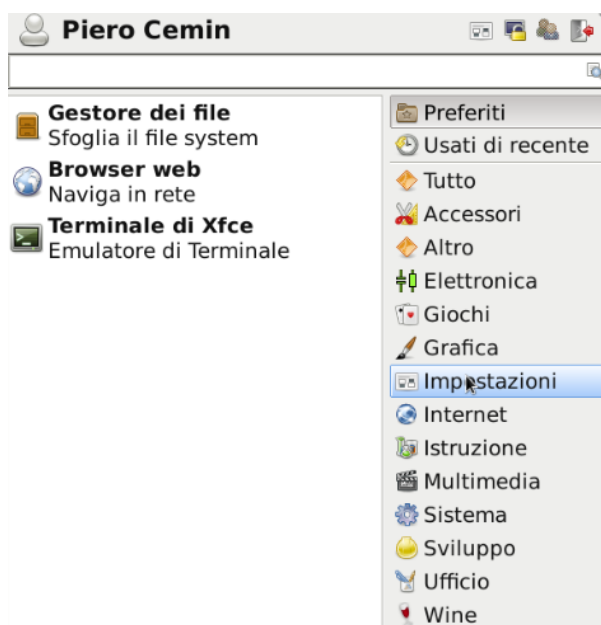 Piero Cemin
Gestore dei file
Sfoglia il file system
Browser web
Naviga in rete
Terminale di Xfce
Emulatore di Terminale
Preferiti
Usati di recente
Tutto
Accessori
Altro
Elettronica
Giochi
Grafica
Impostazioni
Internet
Istruzione
Multimedia
Sistema
Sviluppo
Ufficio
Wine